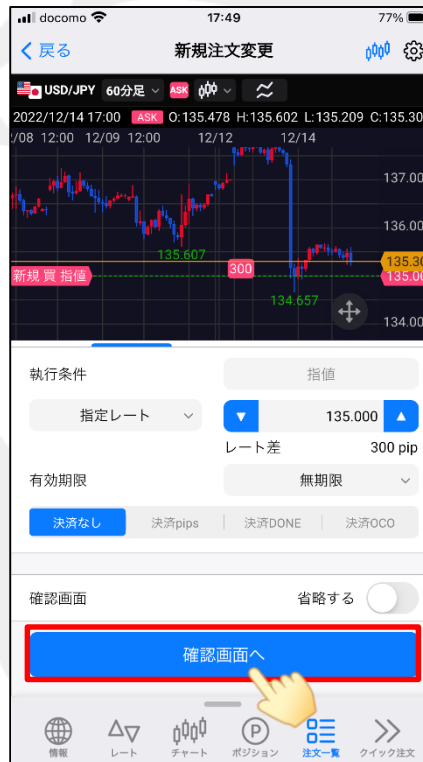 docomo 17:49 77%
戻る 新規注文変更
USD/JPY 60分足 ASK
2022/12/14 17:00 ASK O:135.478 H:135.602 L:135.209 C:135.30
/08 12:00 12/09 12:00 12/12 12/14
137.00
136.00
135.607
135.30
新規 買 指値 300 135.00
134.657
134.00
執行条件 指値
指定レート 135.000
レート差 300 pip
有効期限 無期限
決済なし 決済pips 決済DONE 決済OCO
確認画面 省略する
確認画面へ
情報 レート チャート ポジション 注文一覧 クイック注文